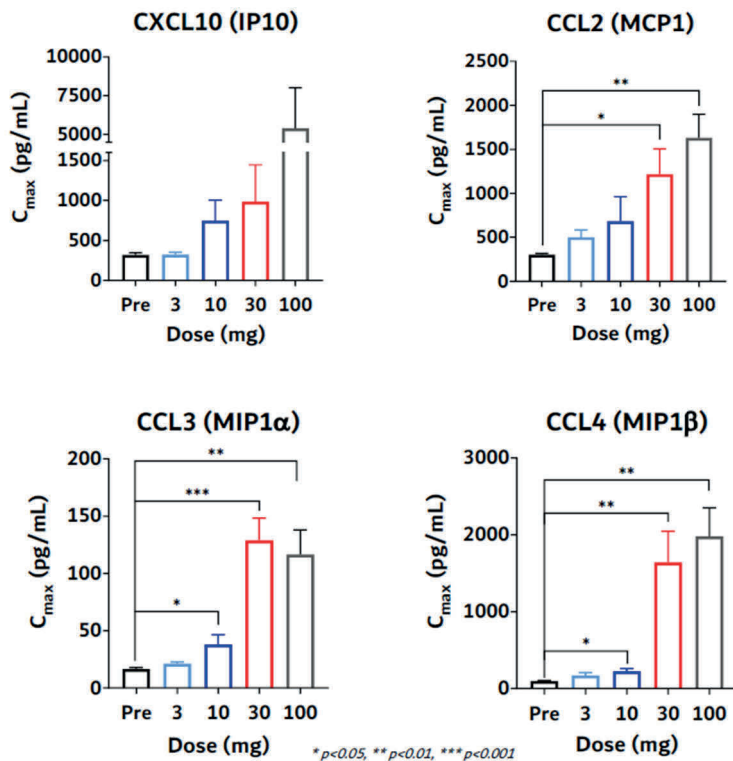 CXCL10 (IP10)
10000
7500
5000
1500
1000
500
0
Cmax (pg/mL)
Pre 3 10 30 100
Dose (mg)
CCL2 (MCP1)
2500
2000
1500
1000
500
0
Cmax (pg/mL)
**
*
Pre 3 10 30 100
Dose (mg)
CCL3 (MIP1α)
200
150
100
50
0
Cmax (pg/mL)
**
***
*
Pre 3 10 30 100
Dose (mg)
CCL4 (MIP1β)
3000
2000
1000
0
Cmax (pg/mL)
**
**
*
Pre 3 10 30 100
Dose (mg)
* p<0.05, ** p<0.01, *** p<0.001